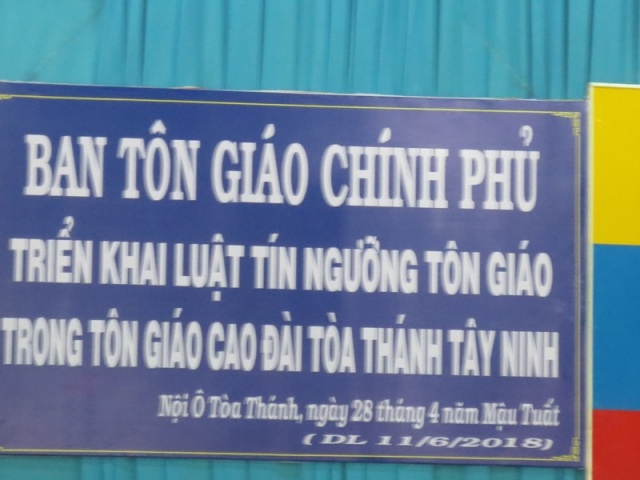 BAN TÔN GIÁO CHÍNH PHỦ
TRIỂN KHAI LUẬT TÍN NGƯỠNG TÔN GIÁO
TRONG TÔN GIÁO CAO ĐÀI TÒA THÁNH TÂY NINH
Nội Ô Tòa Thánh, ngày 28 tháng 4 năm Mậu Tuất
( DL 11/6/2018)